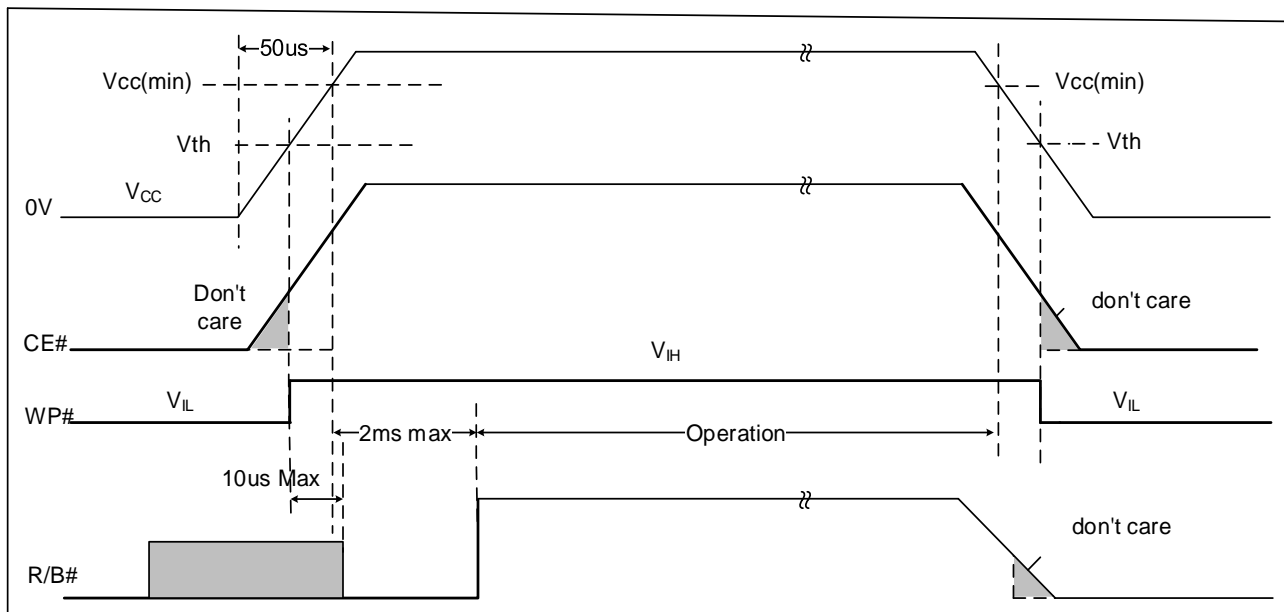 50us
Vcc(min)
Vcc(min)
Vth
Vth
VCC
0V
Don't
care
don't care
CE#
VIH
VIL
VIL
WP#
2ms max
Operation
10us Max
don't care
R/B#